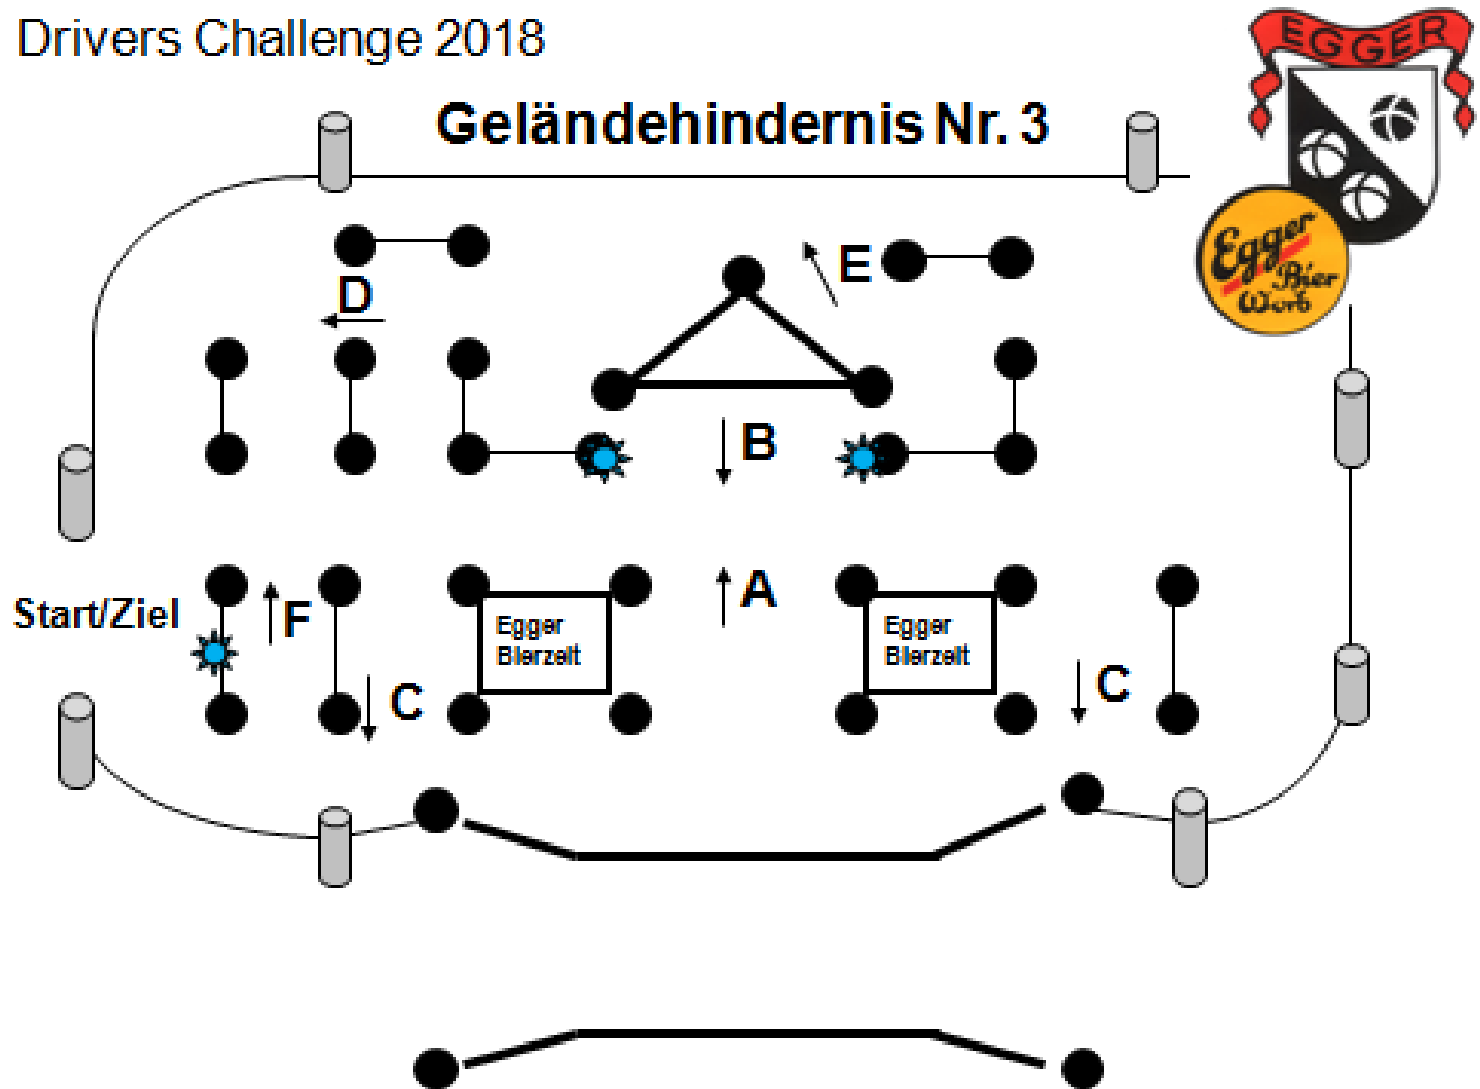 Drivers Challenge 2018
EGGER
Geländehindernis Nr. 3
Egger
Bier
Worb
E
D
B
A
Start/Ziel
F
Egger
Bierzelt
Egger
Bierzelt
C
C